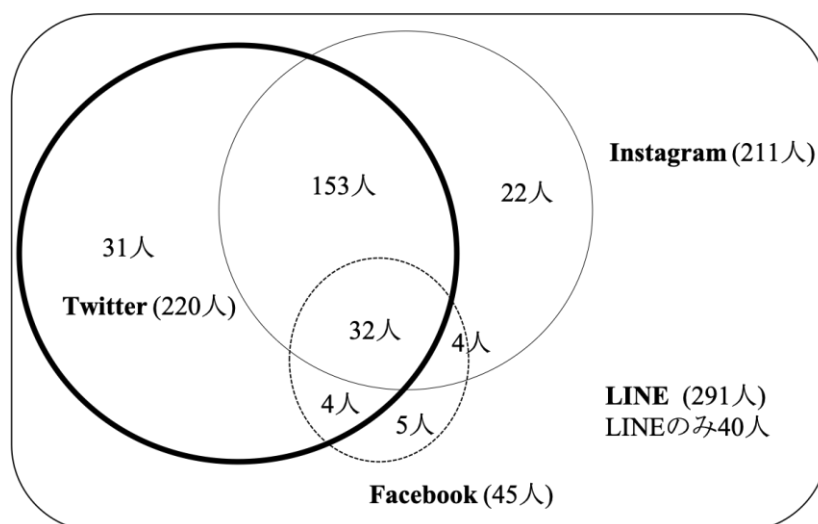 Instagram (211人)
153人
22人
31人
Twitter (220人)
32人
4人
4人
5人
LINE (291人)
LINEのみ40人
Facebook (45人)